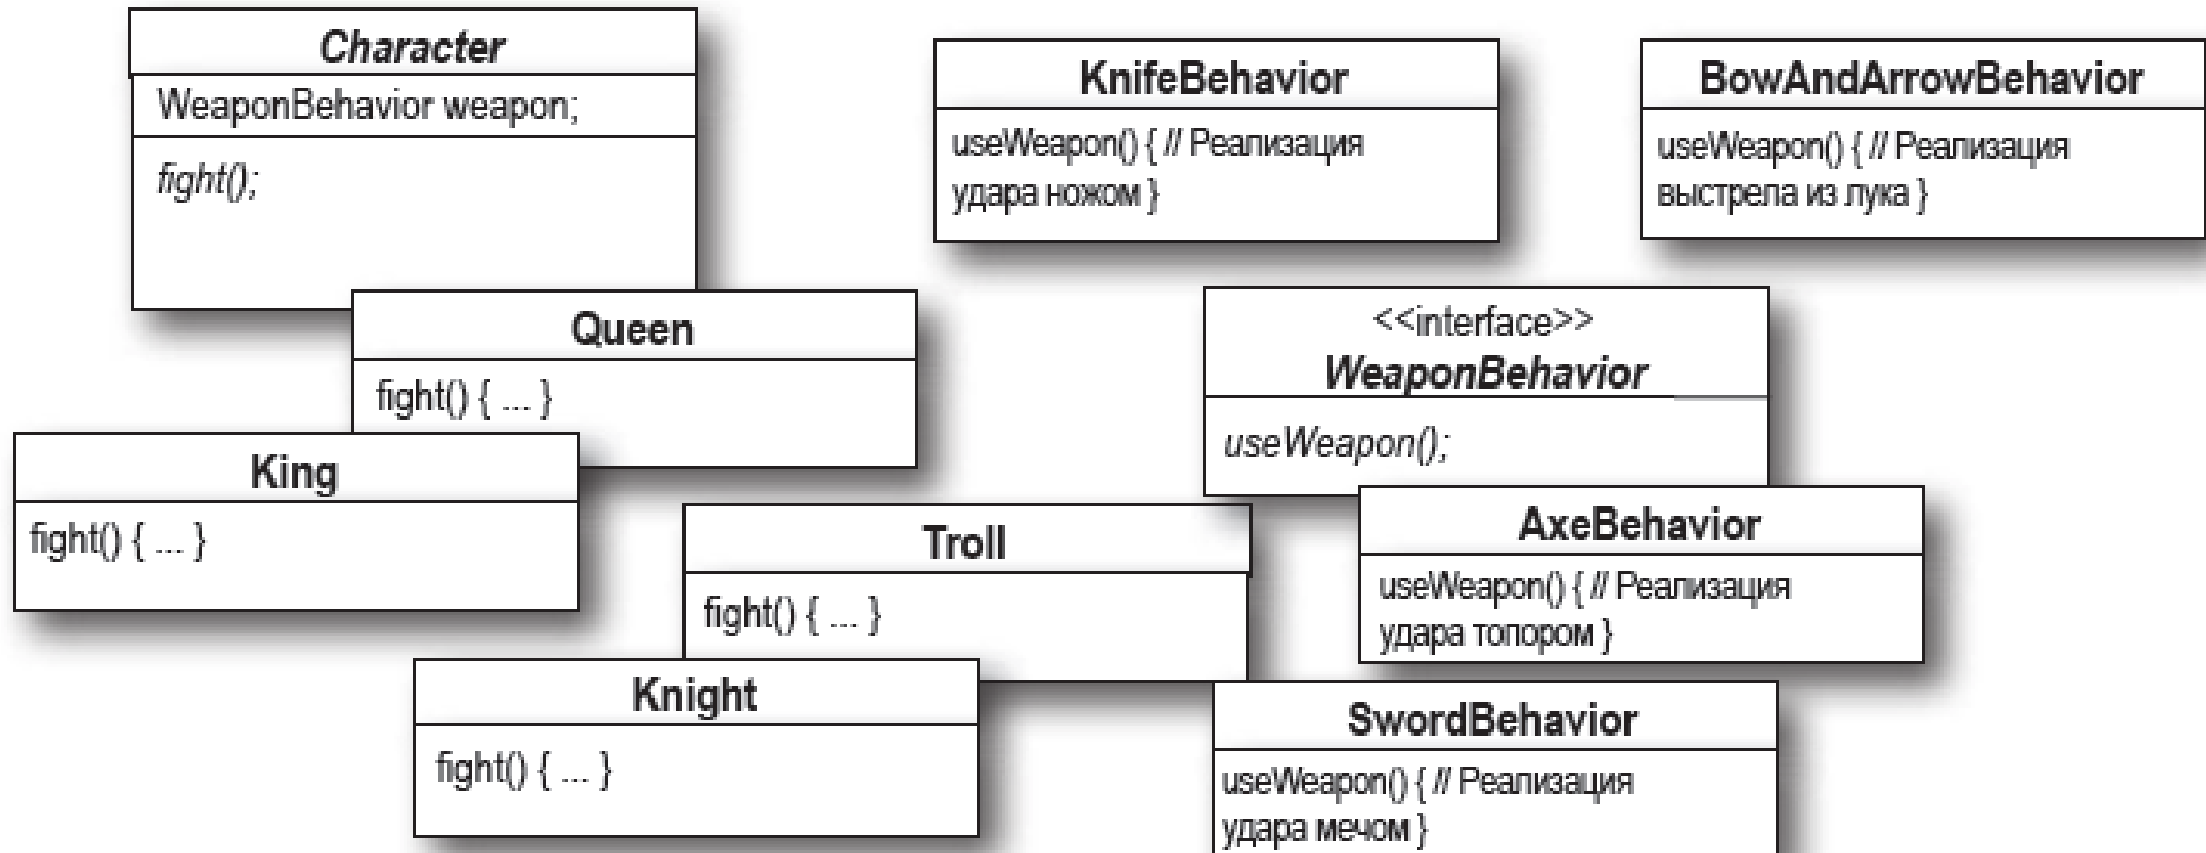 Character
WeaponBehavior weapon;
fight();
KnifeBehavior
useWeapon() { // Реализация
удара ножом }
BowAndArrowBehavior
useWeapon() { // Реализация
выстрела из лука }
Queen
fight() { ... }
<<interface>>
WeaponBehavior
useWeapon();
King
fight() { ... }
Troll
fight() { ... }
AxeBehavior
useWeapon() { // Реализация
удара топором }
Knight
fight() { ... }
SwordBehavior
useWeapon() { // Реализация
удара мечом }